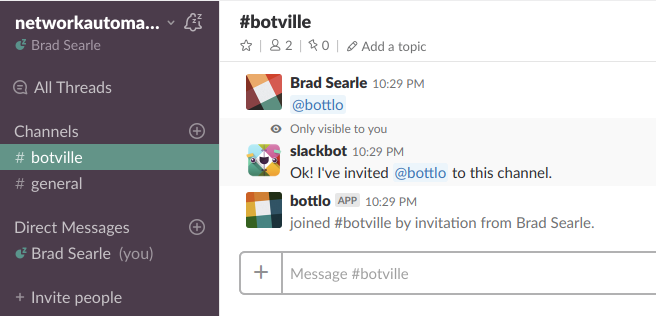 networkautoma...
Brad Searle
All Threads
Channels
# botville
# general
Direct Messages
Brad Searle (you)
+ Invite people
#botville
2 | 0 | Add a topic
Brad Searle 10:29 PM
@bottlo
Only visible to you
slackbot 10:29 PM
Ok! I've invited @bottlo to this channel.
bottlo APP 10:29 PM
joined #botville by invitation from Brad Searle.
+ Message #botville